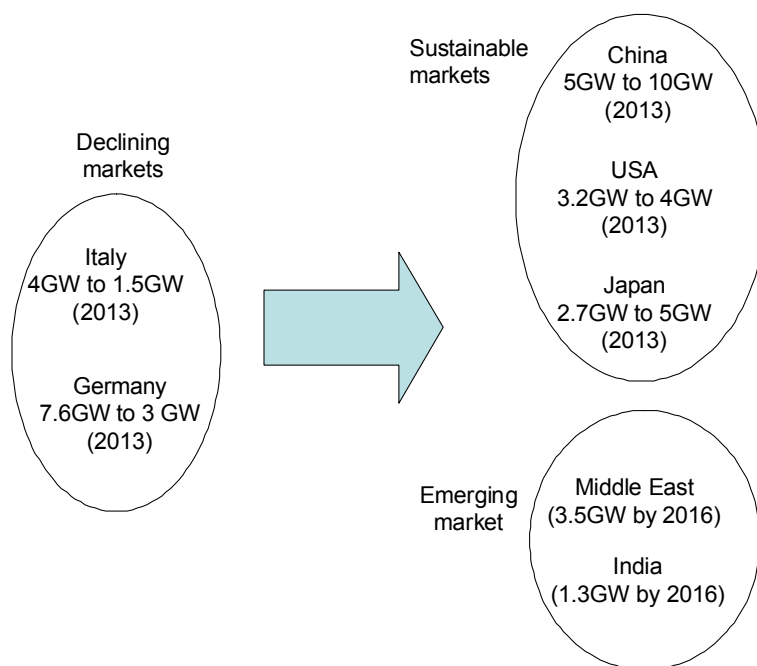 Declining
markets
Italy
4GW to 1.5GW
(2013)
Germany
7.6GW to 3 GW
(2013)
Sustainable
markets
China
5GW to 10GW
(2013)
USA
3.2GW to 4GW
(2013)
Japan
2.7GW to 5GW
(2013)
Emerging
market
Middle East
(3.5GW by 2016)
India
(1.3GW by 2016)